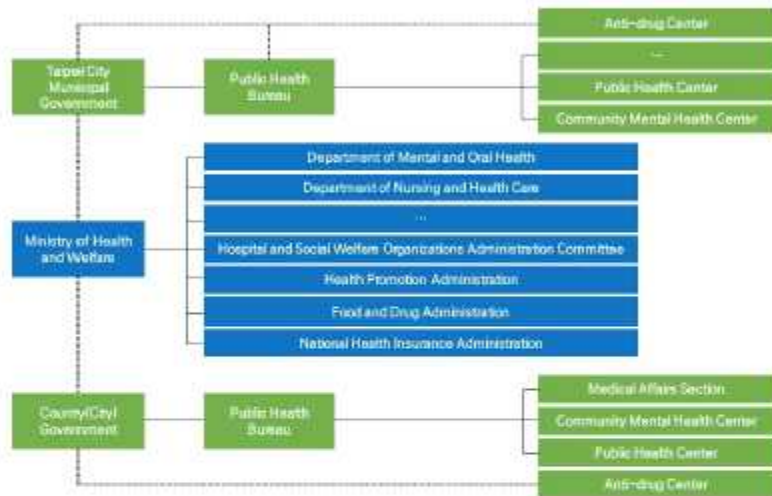 Anti-drug Center
...
Taipei City
Municipal
Government
Public Health
Bureau
Public Health Center
Community Mental Health Center
Department of Mental and Oral Health
Department of Nursing and Health Care
...
Ministry of Health
and Welfare
Hospital and Social Welfare Organizations Administration Committee
Health Promotion Administration
Food and Drug Administration
National Health Insurance Administration
County(City)
Government
Public Health
Bureau
Medical Affairs Section
Community Mental Health Center
Public Health Center
Anti-drug Center